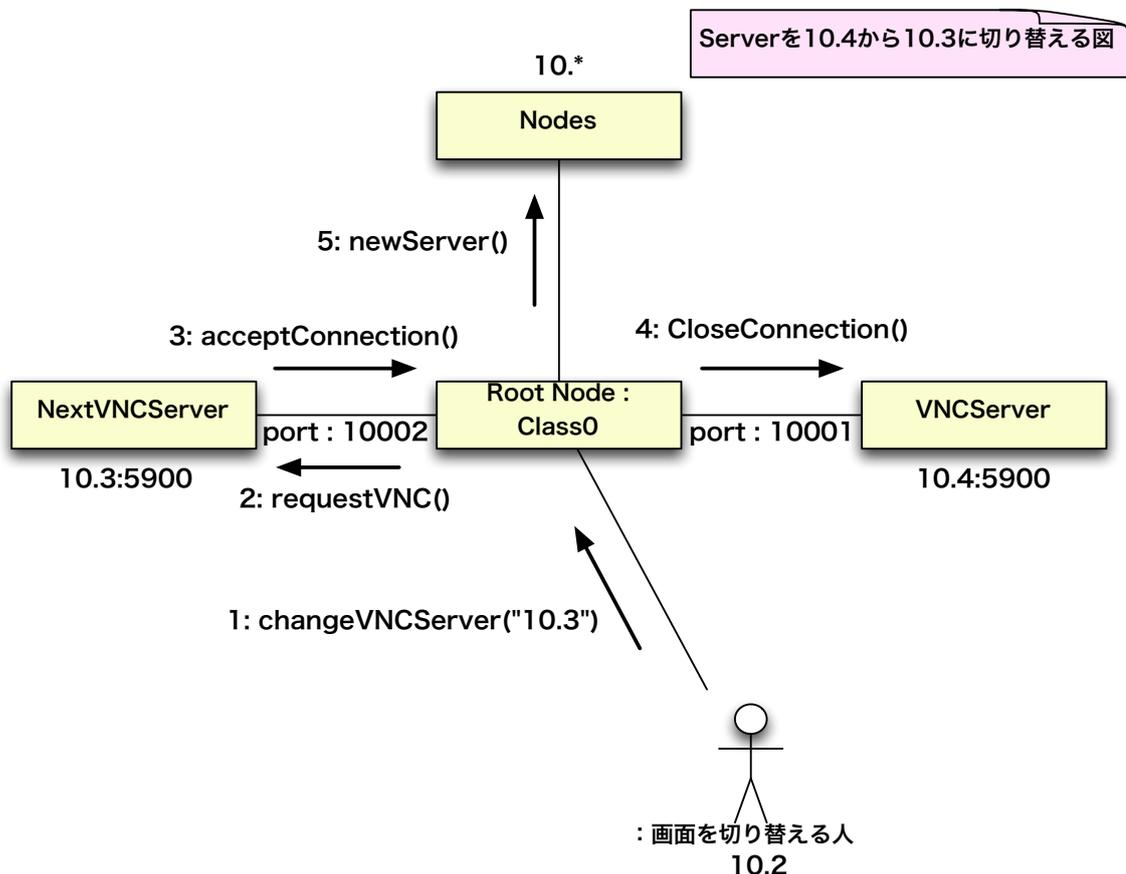 Serverを10.4から10.3に切り替える図
10.*
Nodes
5: newServer()
3: acceptConnection()
4: CloseConnection()
NextVNCServer
Root Node :
Class0
VNCServer
port : 10002
port : 10001
10.3:5900
10.4:5900
2: requestVNC()
1: changeVNCServer("10.3")
: 画面を切り替える人
10.2